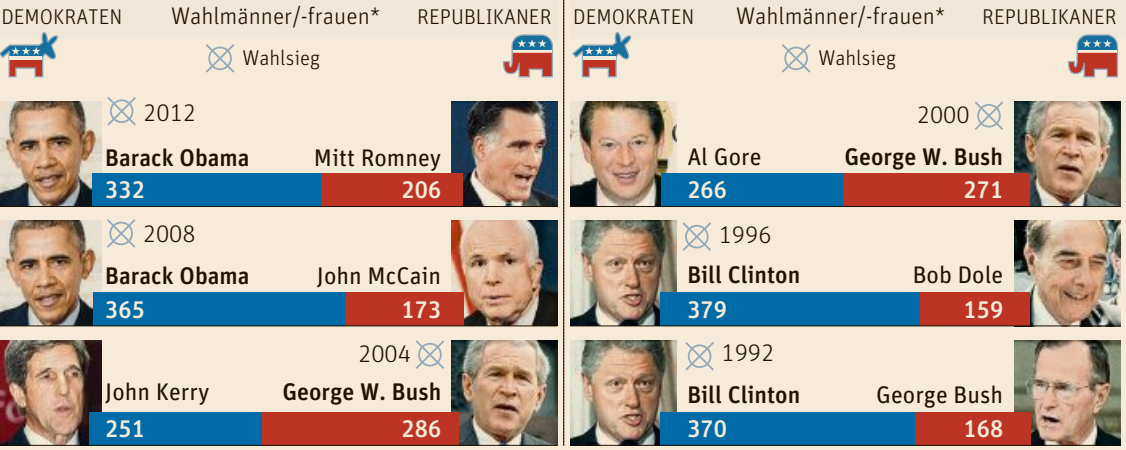 DEMOKRATEN Wahlmänner/-frauen* REPUBLIKANER
Wahlsieg
2012
Barack Obama Mitt Romney
332 206
2008
Barack Obama John McCain
365 173
2004
John Kerry George W. Bush
251 286
DEMOKRATEN Wahlmänner/-frauen* REPUBLIKANER
Wahlsieg
2000
Al Gore George W. Bush
266 271
1996
Bill Clinton Bob Dole
379 159
1992
Bill Clinton George Bush
370 168